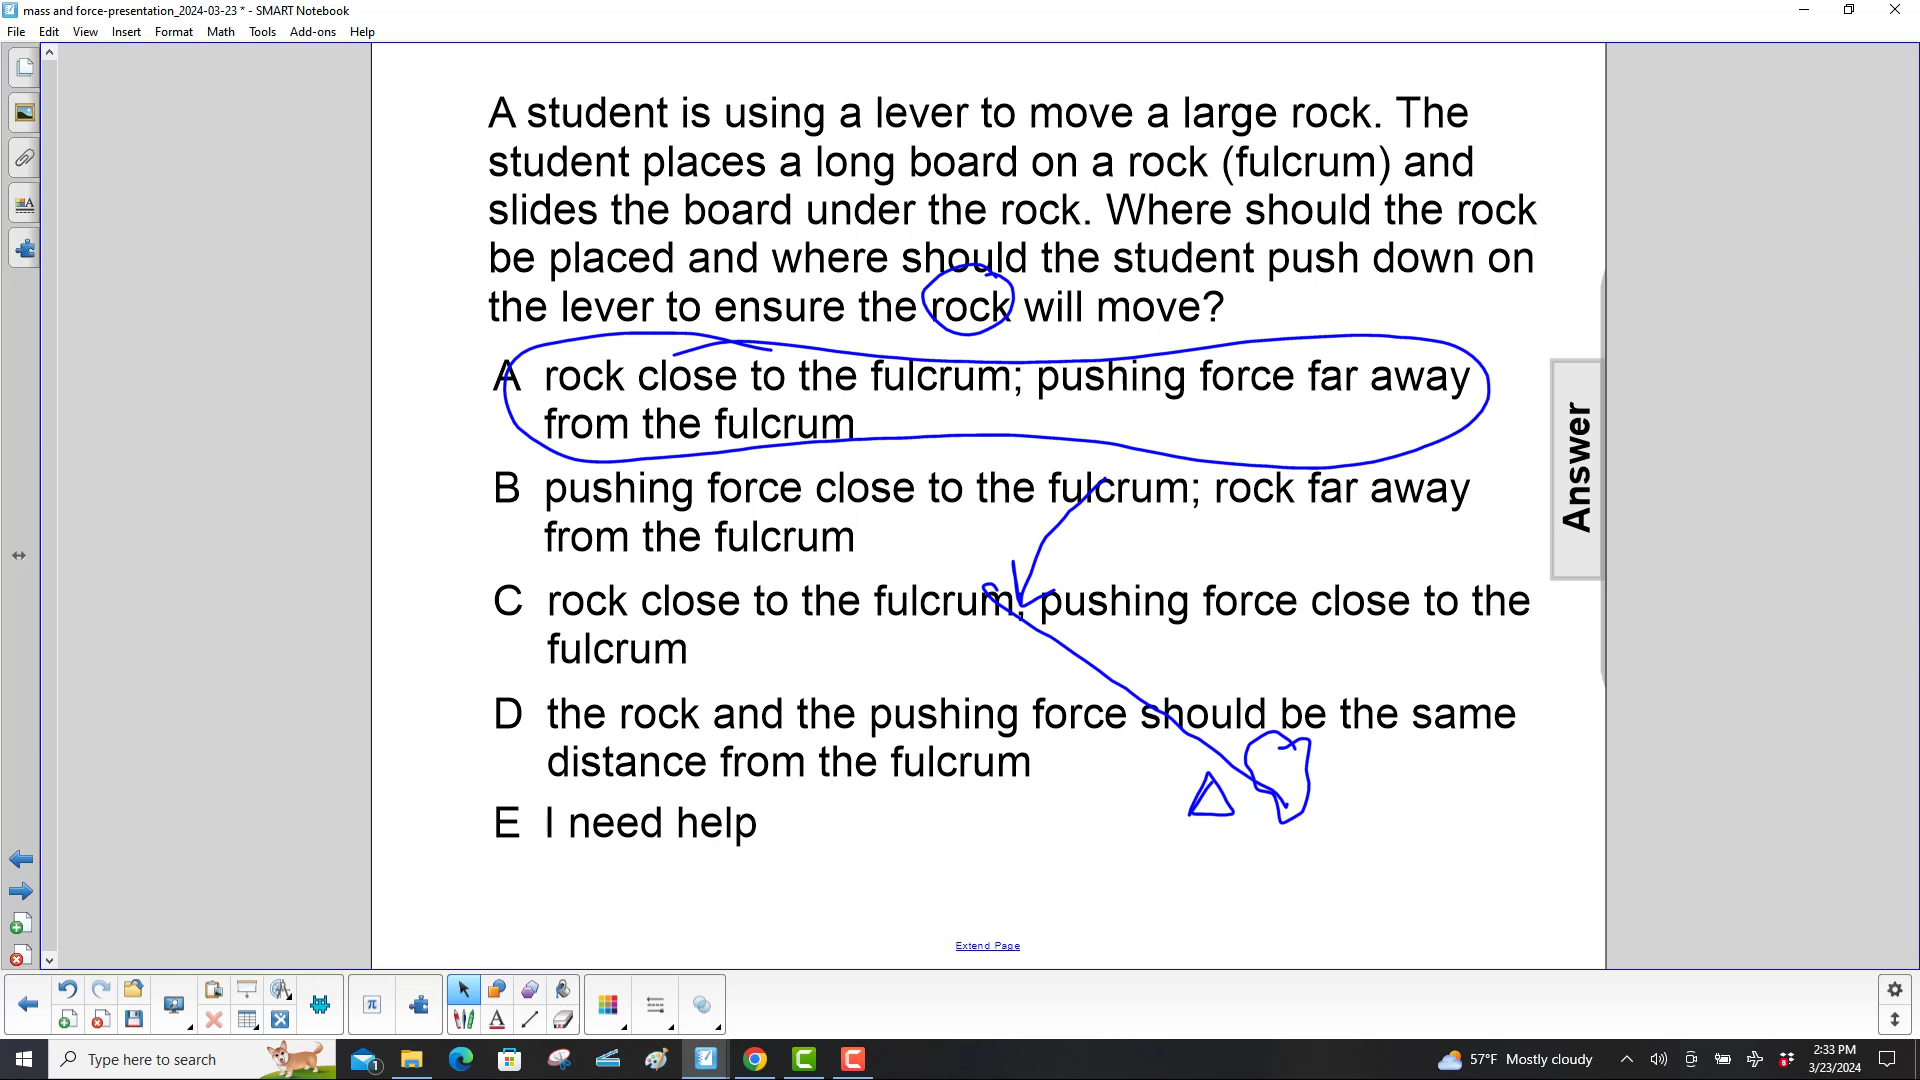 mass and force-presentation_2024-03-23 * - SMART Notebook
File Edit View Insert Format Math Tools Add-ons Help
A student is using a lever to move a large rock. The
student places a long board on a rock (fulcrum) and
slides the board under the rock. Where should the rock
be placed and where should the student push down on
the lever to ensure the rock will move?
A rock close to the fulcrum; pushing force far away
from the fulcrum
B pushing force close to the fulcrum; rock far away
from the fulcrum
C rock close to the fulcrum; pushing force close to the
fulcrum
D the rock and the pushing force should be the same
distance from the fulcrum
E I need help
Answer
Extend Page
Type here to search
1
57°F Mostly cloudy
2:33 PM
3/23/2024